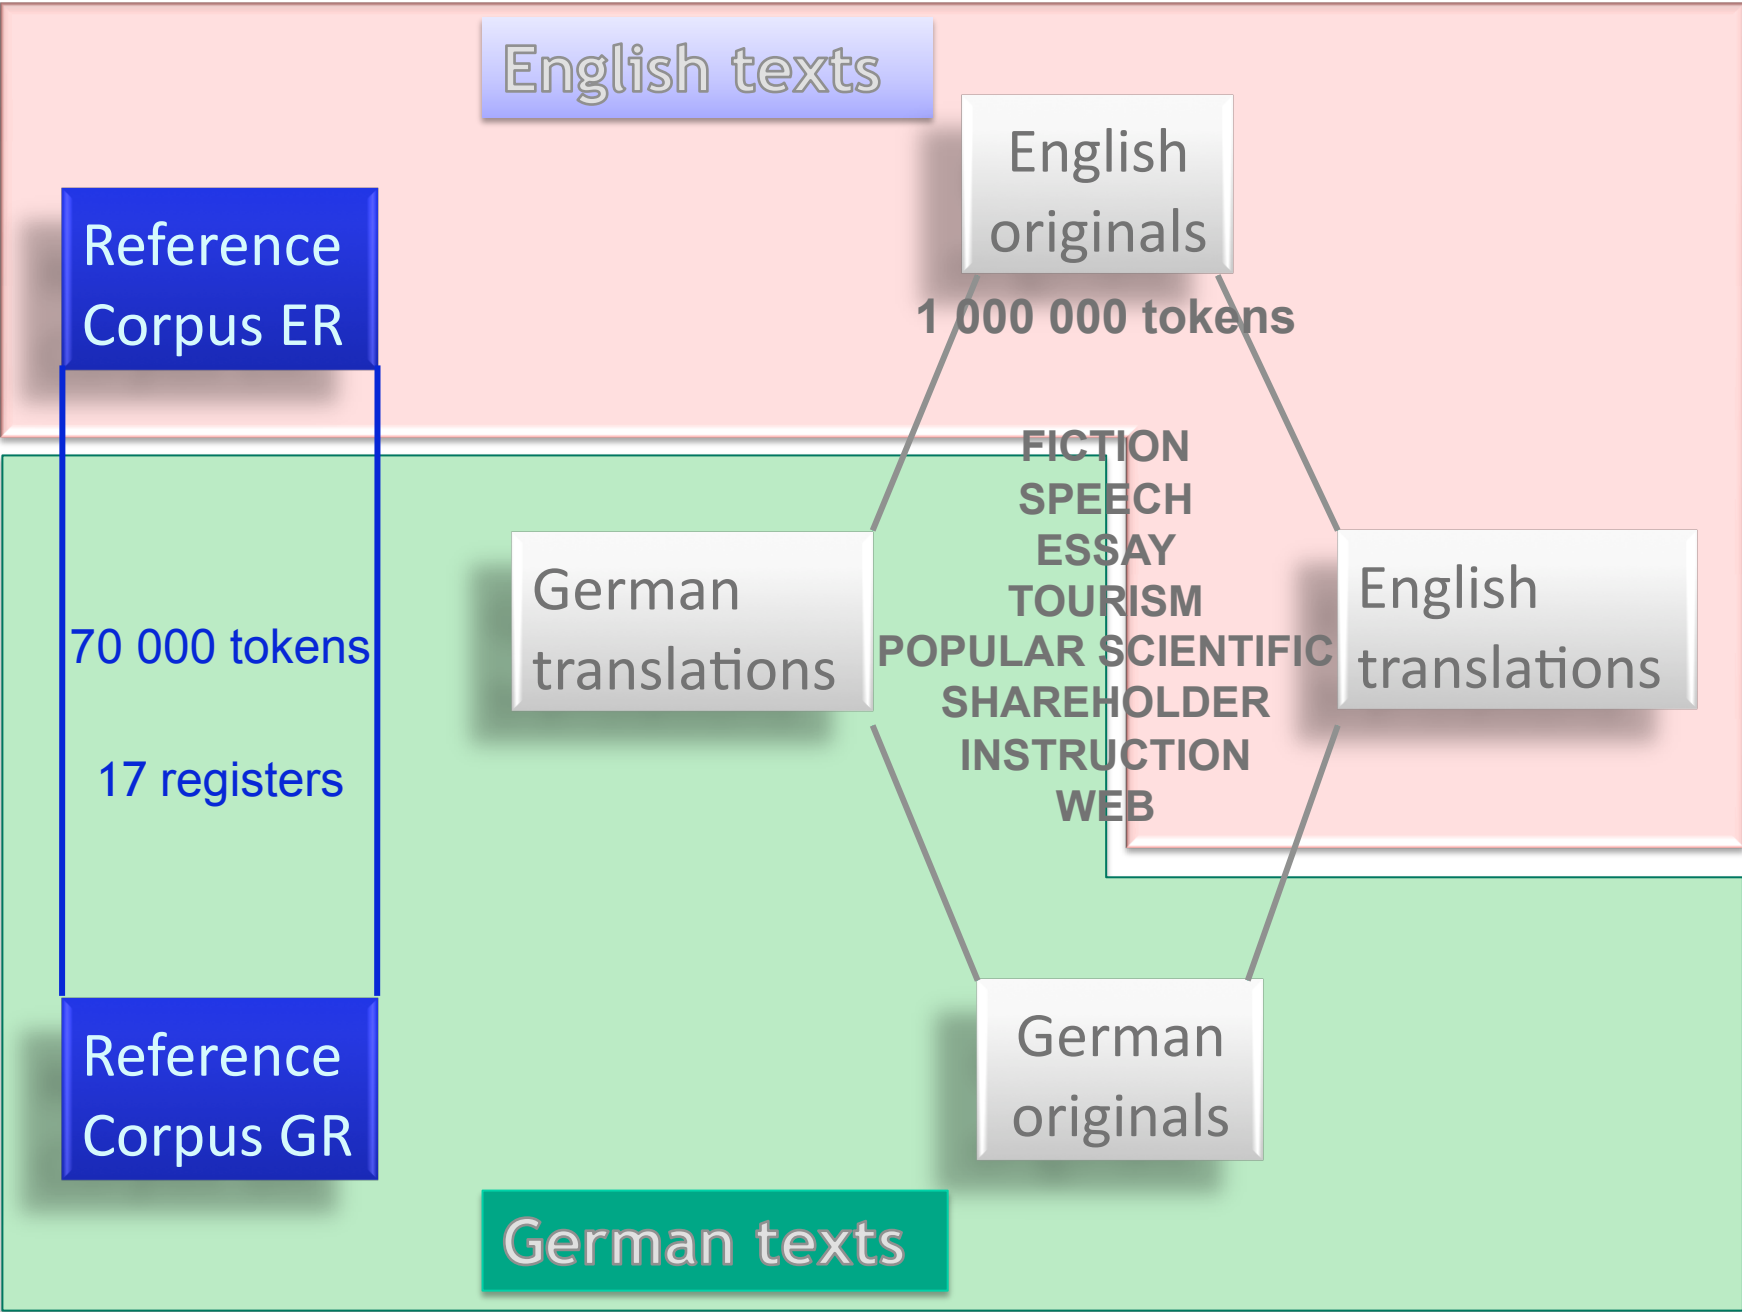 English texts
English
originals
1 000 000 tokens
Reference
Corpus ER
FICTION
SPEECH
ESSAY
TOURISM
POPULAR SCIENTIFIC
SHAREHOLDER
INSTRUCTION
WEB
German
translations
English
translations
70 000 tokens
17 registers
Reference
Corpus GR
German
originals
German texts